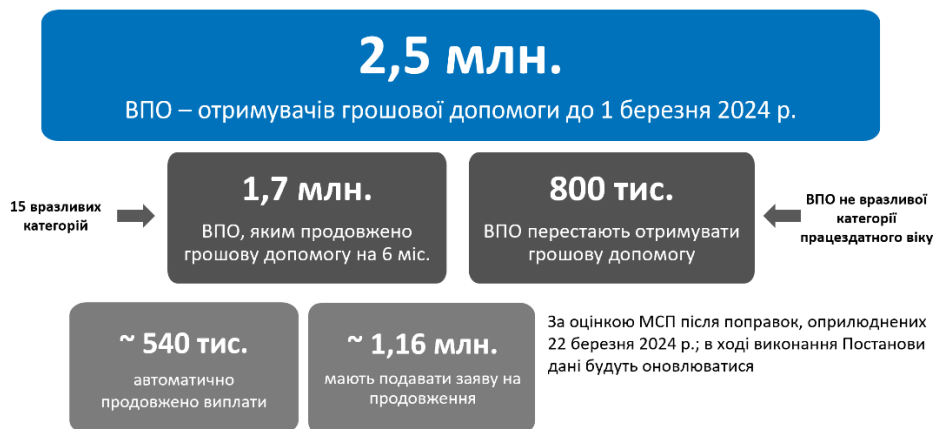 2,5 млн.
ВПО – отримувачів грошової допомоги до 1 березня 2024 р.
15 вразливих
категорій
1,7 млн.
ВПО, яким продовжено
грошову допомогу на 6 міс.
800 тис.
ВПО перестають отримувати
грошову допомогу
ВПО не вразливої
категорії
працездатного віку
~ 540 тис.
автоматично
продовжено виплати
~ 1,16 млн.
мають подавати заяву на
продовження
За оцінкою МСП після поправок, оприлюднених
22 березня 2024 р.; в ході виконання Постанови
дані будуть оновлюватися